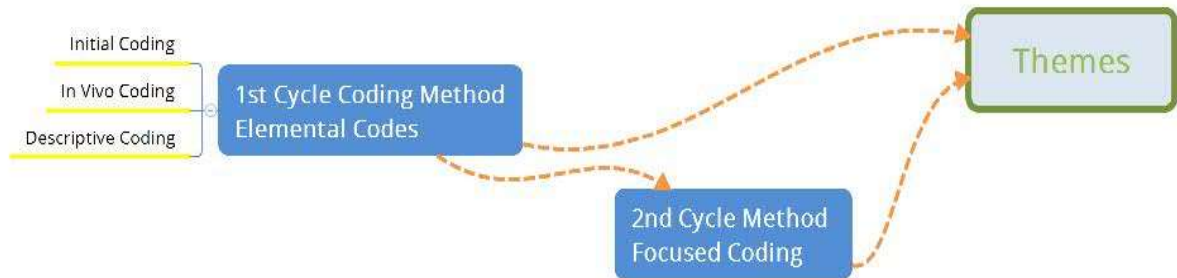 Initial Coding
In Vivo Coding
Descriptive Coding
1st Cycle Coding Method
Elemental Codes
2nd Cycle Method
Focused Coding
Themes